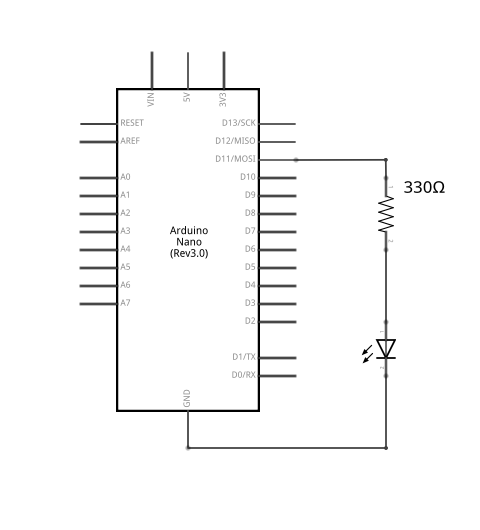 VIN
5V
3V3
RESET
D13/SCK
AREF
D12/MISO
D11/MOSI
A0
D10
330Ω
A1
D9
A2
D8
A3
D7
Arduino
Nano
(Rev3.0)
A4
D6
A5
D5
A6
D4
A7
D3
D2
D1/TX
D0/RX
GND